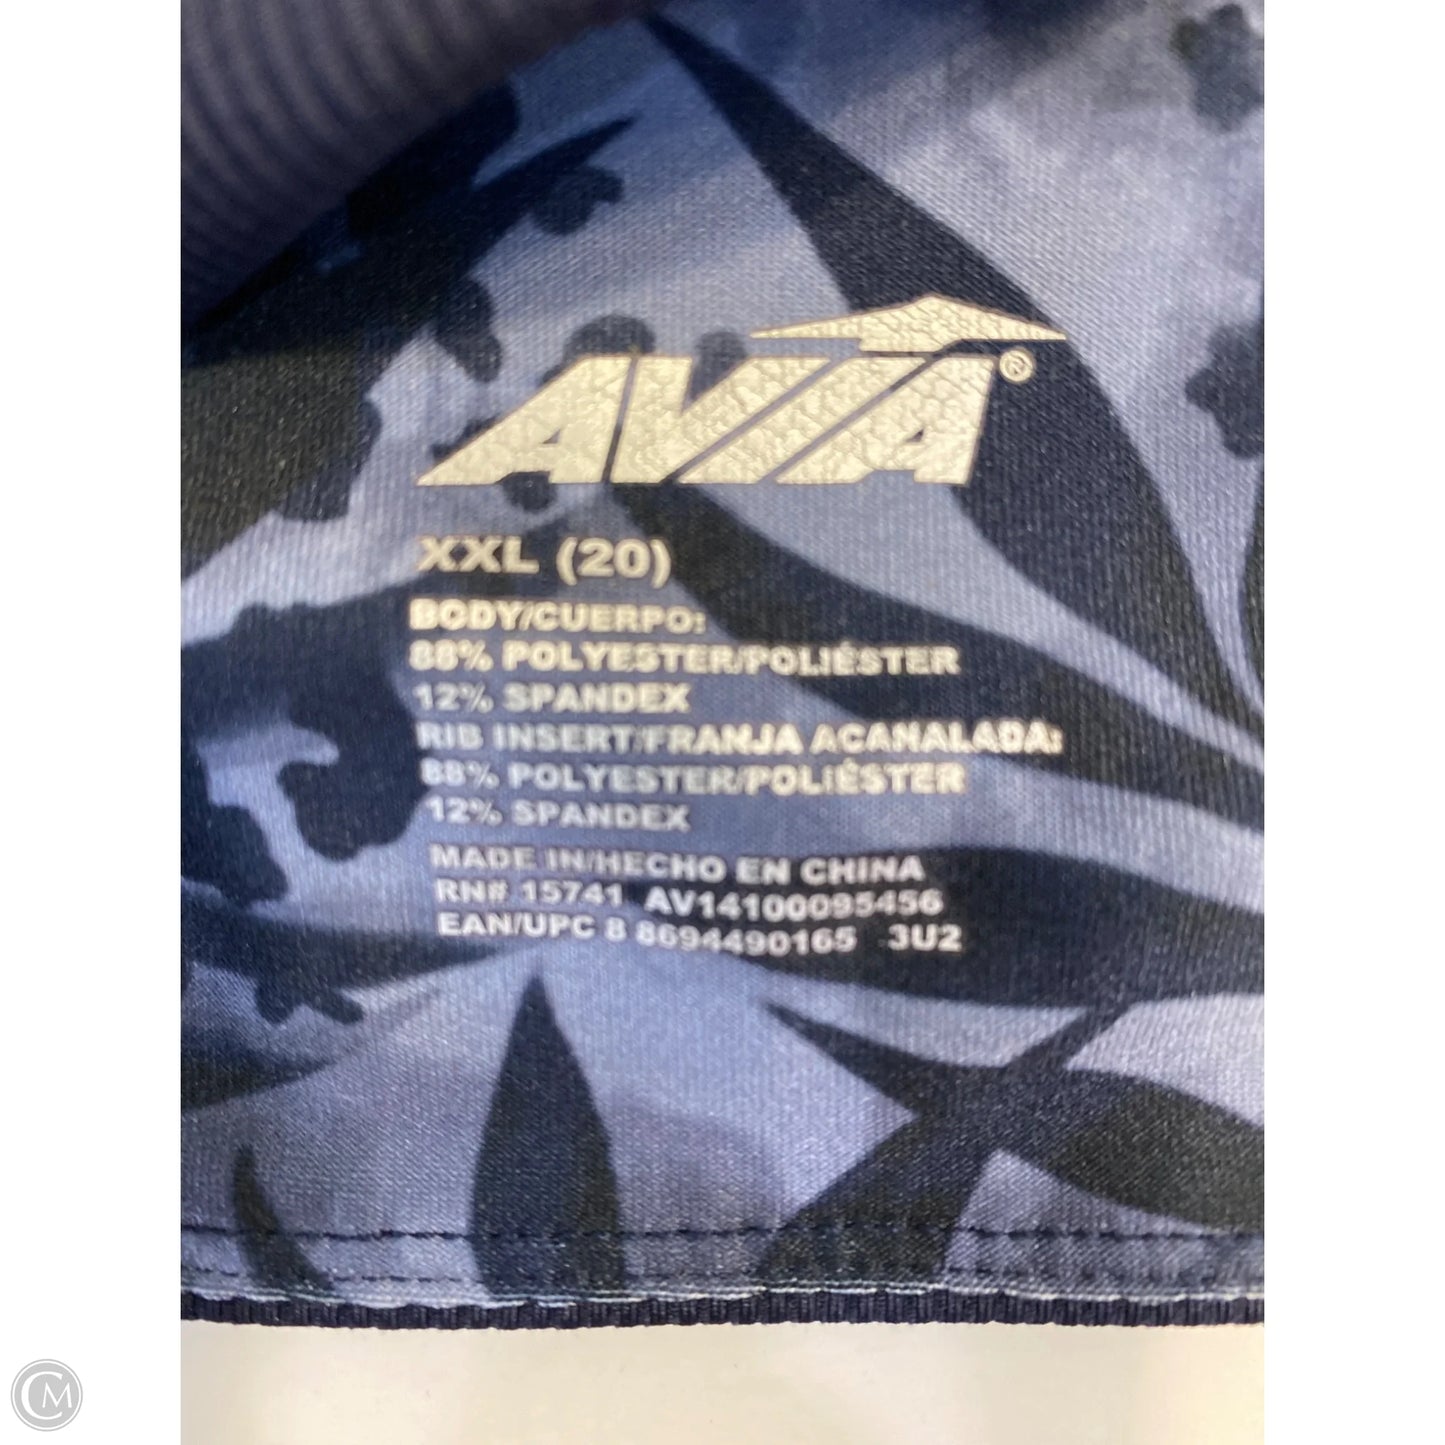 AVIA®
XXL (20)
BODY/CUERPO:
88% POLYESTER/POLIÉSTER
12% SPANDEX
RIB INSERT/FRANJA ACANALADA:
88% POLYESTER/POLIÉSTER
12% SPANDEX
MADE IN/HECHO EN CHINA
RN# 15741 AV14100095456
EAN/UPC 8 8694490165 3U2
CM